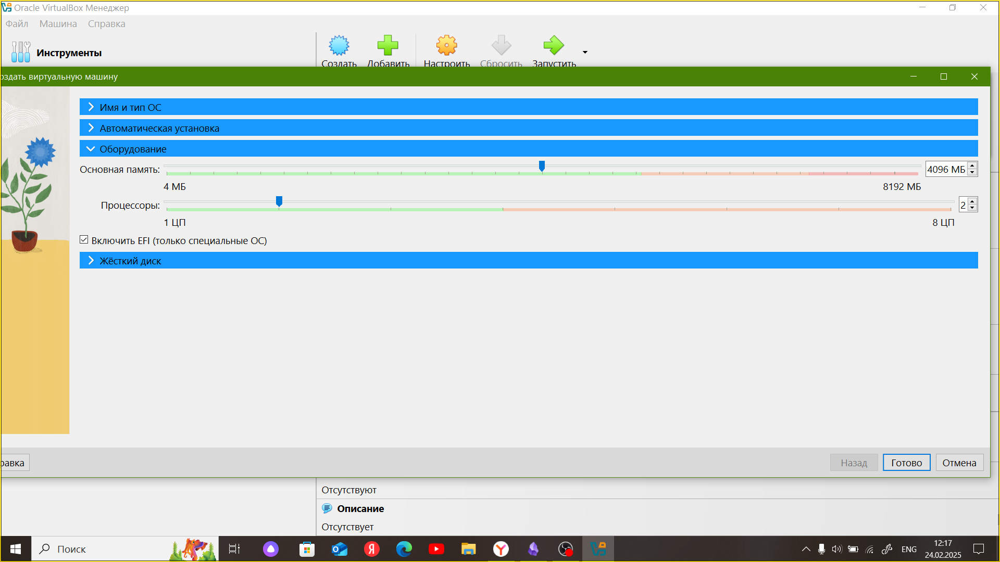 Oracle VirtualBox Менеджер
Файл Машина Справка
Инструменты
Создать Добавить Настроить Сбросить Запустить
оздать виртуальную машину
Имя и тип ОС
Автоматическая установка
Оборудование
Основная память: 4096 МБ
4 МБ 8192 МБ
Процессоры: 2
1 ЦП 8 ЦП
Включить EFI (только специальные ОС)
Жёсткий диск
равка Назад Готово Отмена
Отсутствуют
Описание
Отсутствует
Поиск
ENG
12:17
24.02.2025